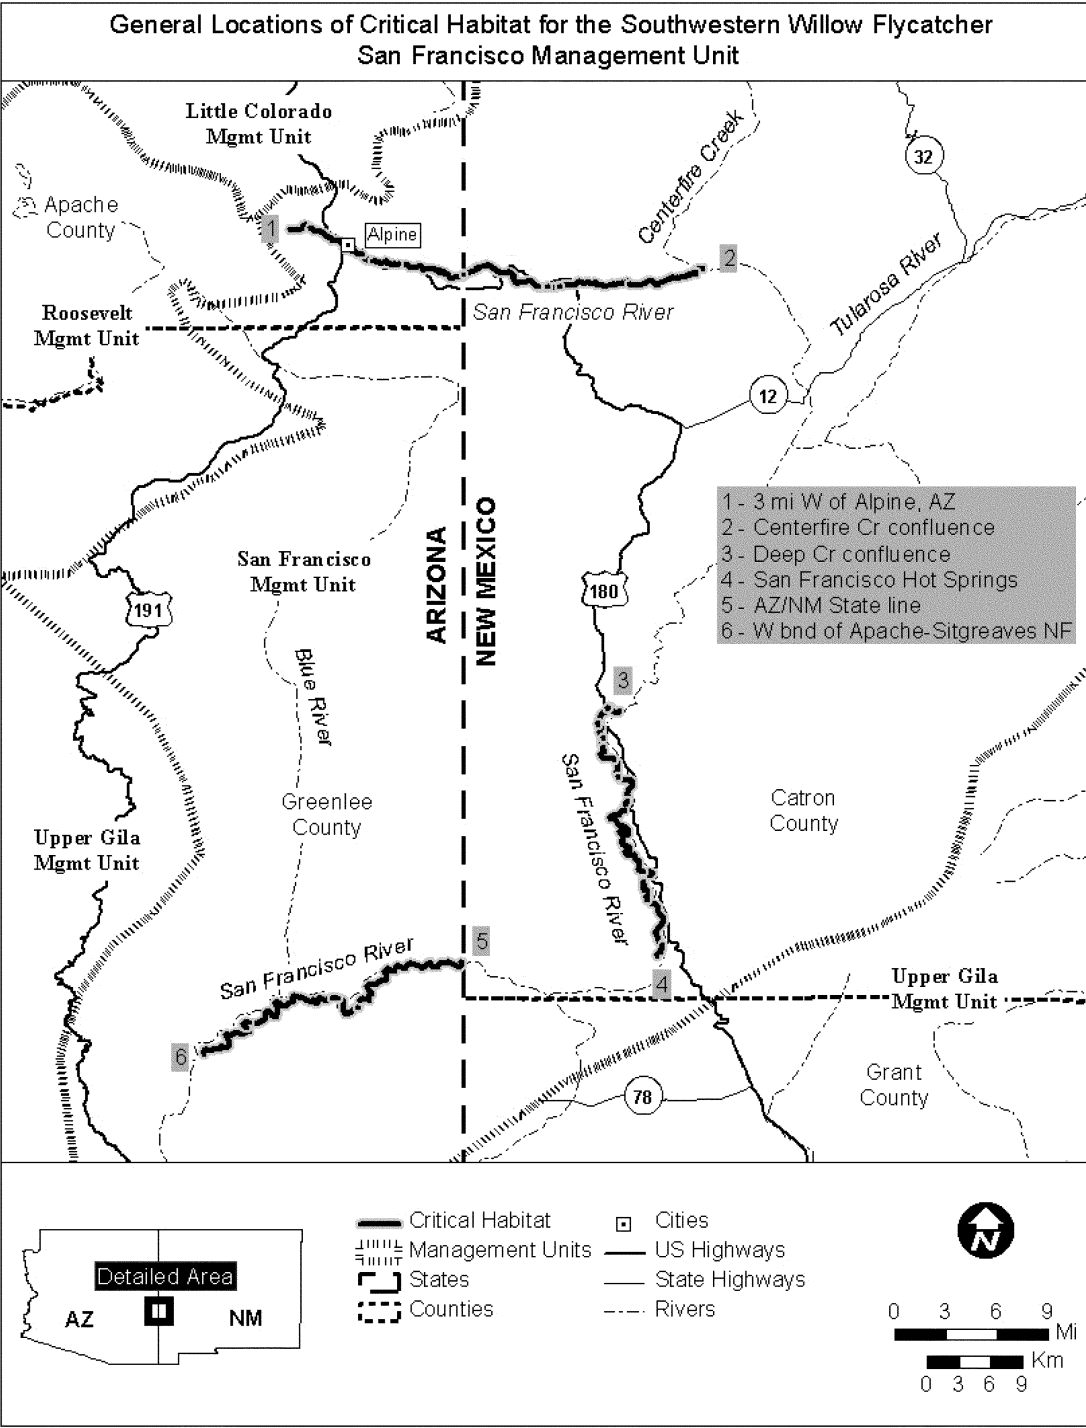 General Locations of Critical Habitat for the Southwestern Willow Flycatcher
San Francisco Management Unit
Little Colorado
Mgmt Unit
Centerfire Creek
32
Apache
County
1
Alpine
2
Tularosa River
Roosevelt
Mgmt Unit
San Francisco River
12
1 - 3 mi W of Alpine, AZ
2 - Centerfire Cr confluence
3 - Deep Cr confluence
4 - San Francisco Hot Springs
5 - AZ/NM State line
6 - W bnd of Apache-Sitgreaves NF
San Francisco
Mgmt Unit
ARIZONA
NEW MEXICO
191
180
Blue River
3
San Francisco River
Greenlee
County
Catron
County
Upper Gila
Mgmt Unit
San Francisco River
5
4
Upper Gila
Mgmt Unit
6
78
Grant
County
Detailed Area
AZ
NM
Critical Habitat
Management Units
States
Counties
Cities
US Highways
State Highways
Rivers
N
0 3 6 9
Mi
Km
0 3 6 9